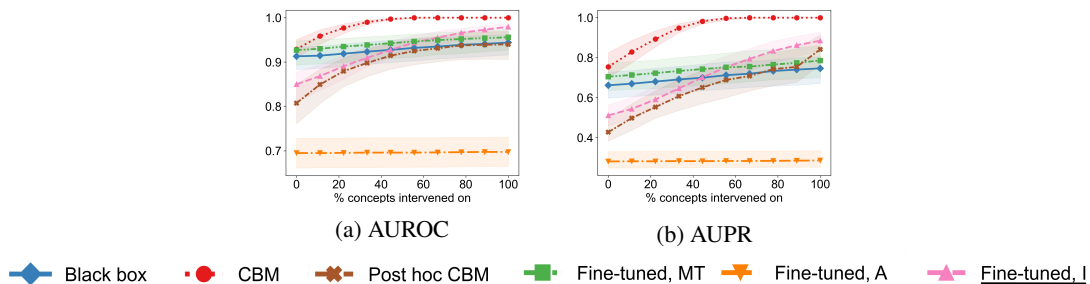 1.0
0.9
0.8
0.7
0 20 40 60 80 100
% concepts intervened on
(a) AUROC
1.0
0.8
0.6
0.4
0 20 40 60 80 100
% concepts intervened on
(b) AUPR
Black box CBM Post hoc CBM Fine-tuned, MT Fine-tuned, A Fine-tuned, I